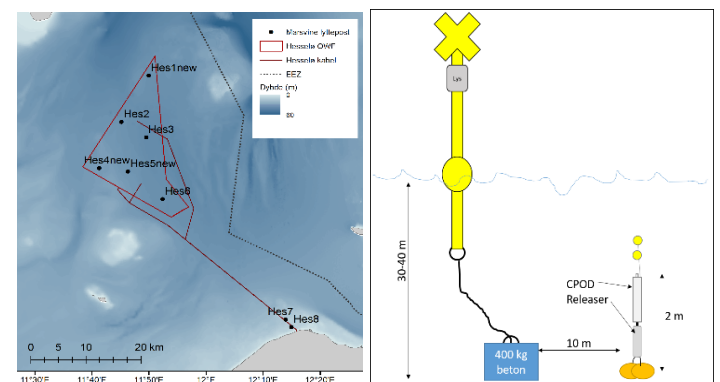 Marsvine lyttepost
Hesselø OWF
Hesselø kabel
EEZ
Dybde (m)
0
80
Hes1new
Hes2
Hes3
Hes4new
Hes5new
Hes6
Hes7
Hes8
0 5 10 20 km
11°30'E 11°40'E 11°50'E 12°E 12°10'E 12°20'E
Lys
30-40 m
CPOD
Releaser
2 m
10 m
400 kg
beton